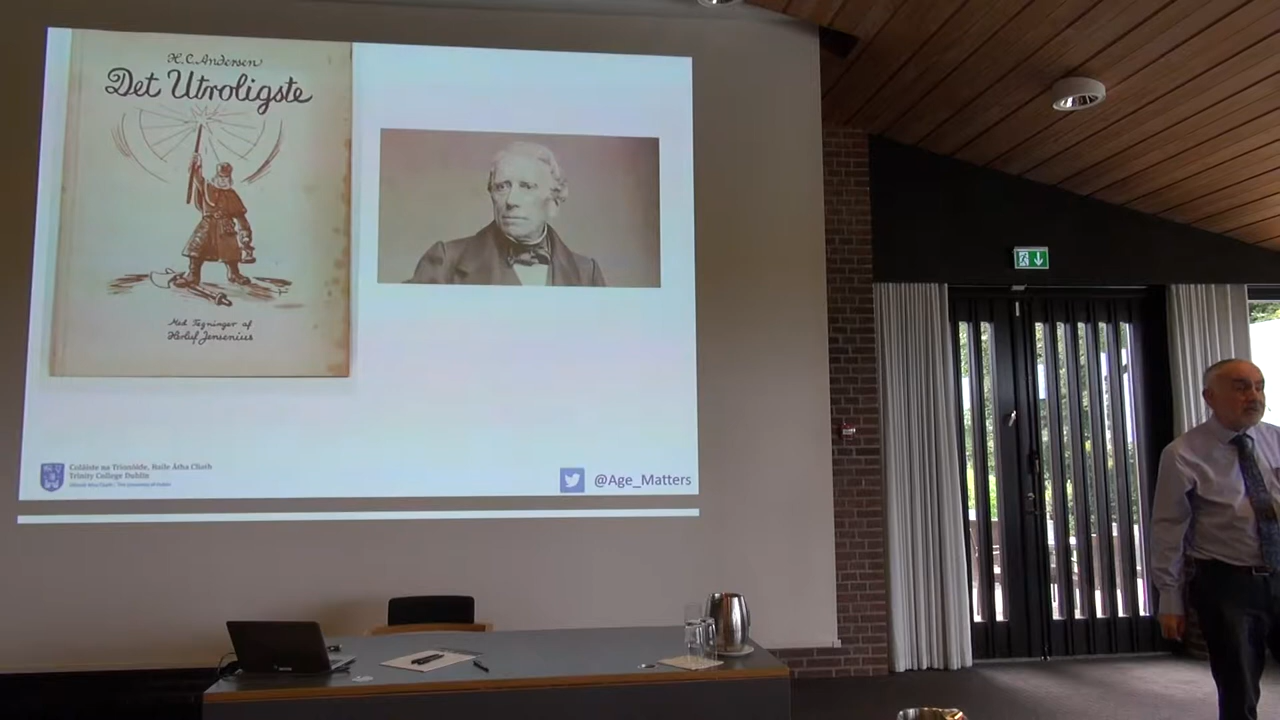 H. C. Andersen
Det Utroligste
Med Tegninger af
Herluf Jensenius
Coláiste na Tríonóide, Baile Átha Cliath
Trinity College Dublin
@Age_Matters